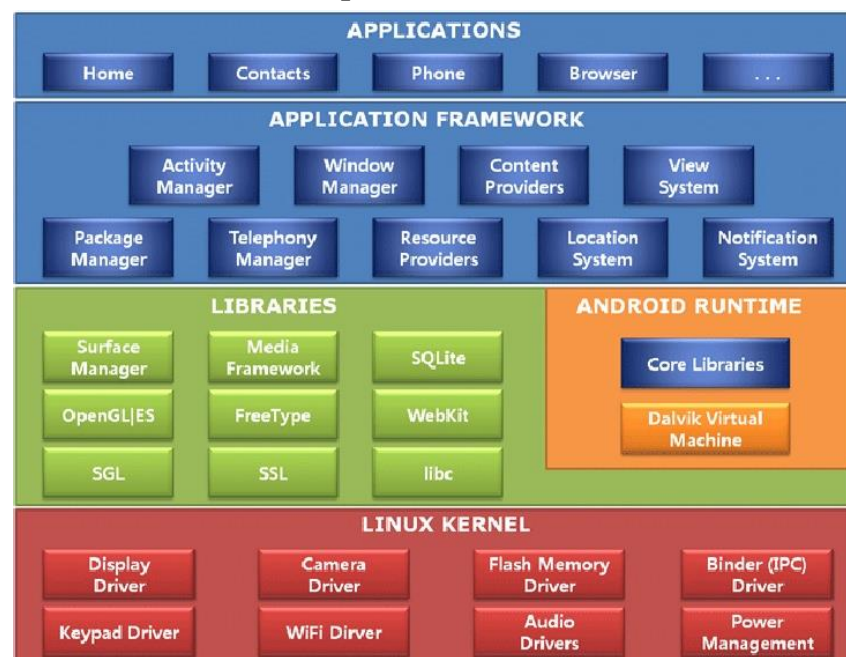 APPLICATIONS
Home
Contacts
Phone
Browser
...
APPLICATION FRAMEWORK
Activity
Manager
Window
Manager
Content
Providers
View
System
Package
Manager
Telephony
Manager
Resource
Providers
Location
System
Notification
System
LIBRARIES
Surface
Manager
Media
Framework
SQLite
OpenGL|ES
FreeType
WebKit
SGL
SSL
libc
ANDROID RUNTIME
Core Libraries
Dalvik Virtual
Machine
LINUX KERNEL
Display
Driver
Camera
Driver
Flash Memory
Driver
Binder (IPC)
Driver
Keypad Driver
WiFi Dirver
Audio
Drivers
Power
Management